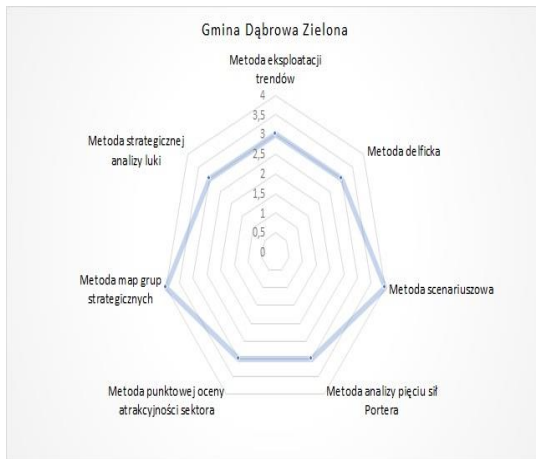 Gmina Dąbrowa Zielona
Metoda eksploatacji
trendów
4
3,5
3
2,5
2
1,5
1
0,5
0
Metoda delficka
Metoda scenariuszowa
Metoda analizy pięciu sił
Portera
Metoda punktowej oceny
atrakcyjności sektora
Metoda map grup
strategicznych
Metoda strategicznej
analizy luki